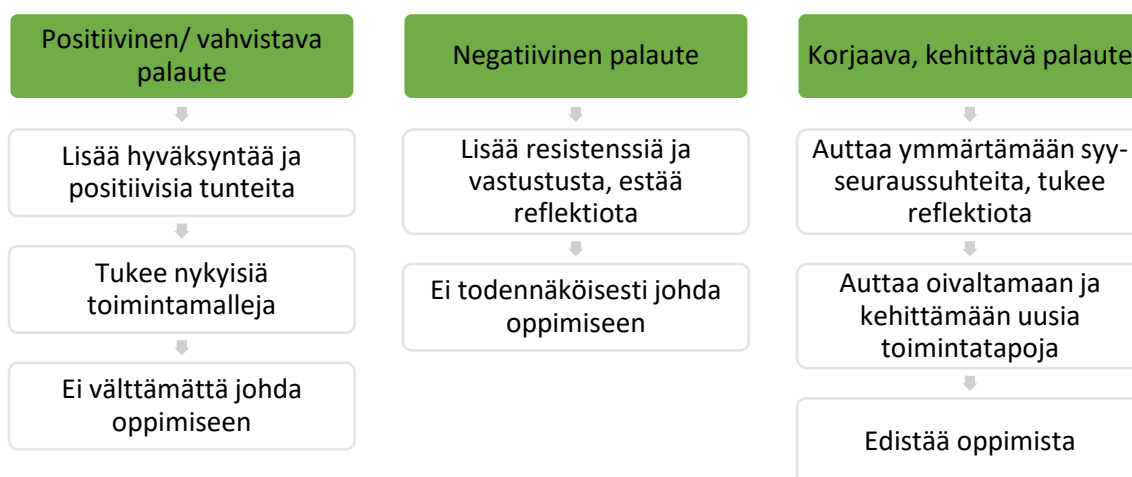 Positiivinen/ vahvistava
palaute
Lisää hyväksyntää ja
positiivisia tunteita
Tukee nykyisiä
toimintamalleja
Ei välttämättä johda
oppimiseen
Negatiivinen palaute
Lisää resistenssiä ja
vastustusta, estää
reflektiota
Ei todennäköisesti johda
oppimiseen
Korjaava, kehittävä palaute
Auttaa ymmärtämään syy-
seuraussuhteita, tukee
reflektiota
Auttaa oivaltamaan ja
kehittämään uusia
toimintatapoja
Edistää oppimista